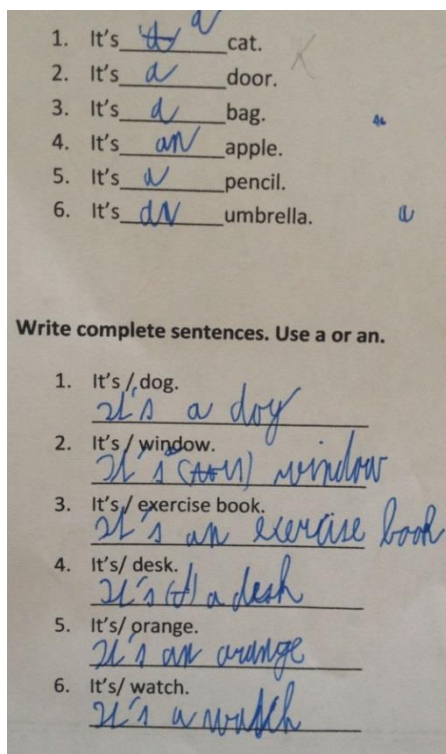 a
1. It's a cat.
2. It's a door.
3. It's a bag.
4. It's an apple.
5. It's a pencil.
6. It's an umbrella.
a
Write complete sentences. Use a or an.
1. It's / dog.
It's a dog
2. It's / window.
It's window
3. It's / exercise book.
It's an exercise book
4. It's/ desk.
It's a desk
5. It's/ orange.
It's an orange
6. It's/ watch.
It's a watch